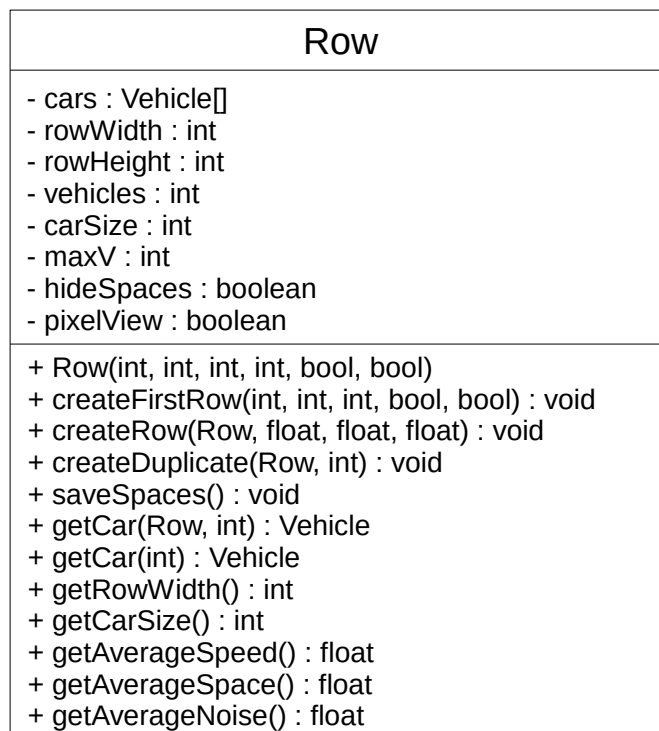 Row
- cars : Vehicle[]
- rowWidth : int
- rowHeight : int
- vehicles : int
- carSize : int
- maxV : int
- hideSpaces : boolean
- pixelView : boolean
+ Row(int, int, int, int, bool, bool)
+ createFirstRow(int, int, int, bool, bool) : void
+ createRow(Row, float, float, float) : void
+ createDuplicate(Row, int) : void
+ saveSpaces() : void
+ getCar(Row, int) : Vehicle
+ getCar(int) : Vehicle
+ getRowWidth() : int
+ getCarSize() : int
+ getAverageSpeed() : float
+ getAverageSpace() : float
+ getAverageNoise() : float